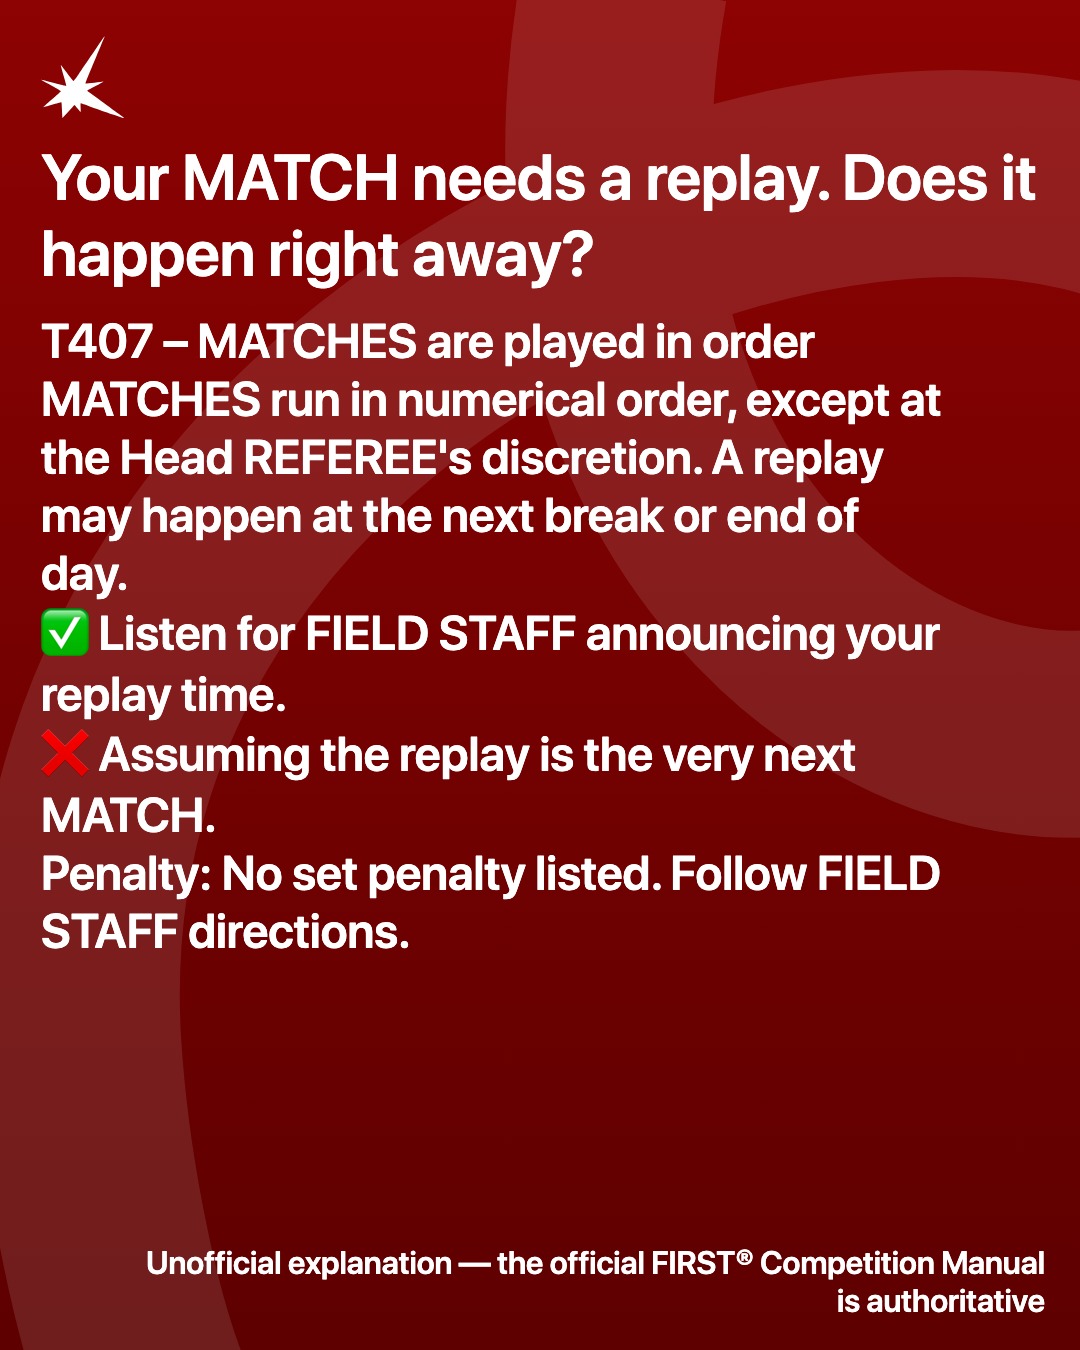 Your MATCH needs a replay. Does it
happen right away?
T407 – MATCHES are played in order
MATCHES run in numerical order, except at
the Head REFEREE's discretion. A replay
may happen at the next break or end of
day.
✅ Listen for FIELD STAFF announcing your
replay time.
❌ Assuming the replay is the very next
MATCH.
Penalty: No set penalty listed. Follow FIELD
STAFF directions.
Unofficial explanation — the official FIRST® Competition Manual
is authoritative